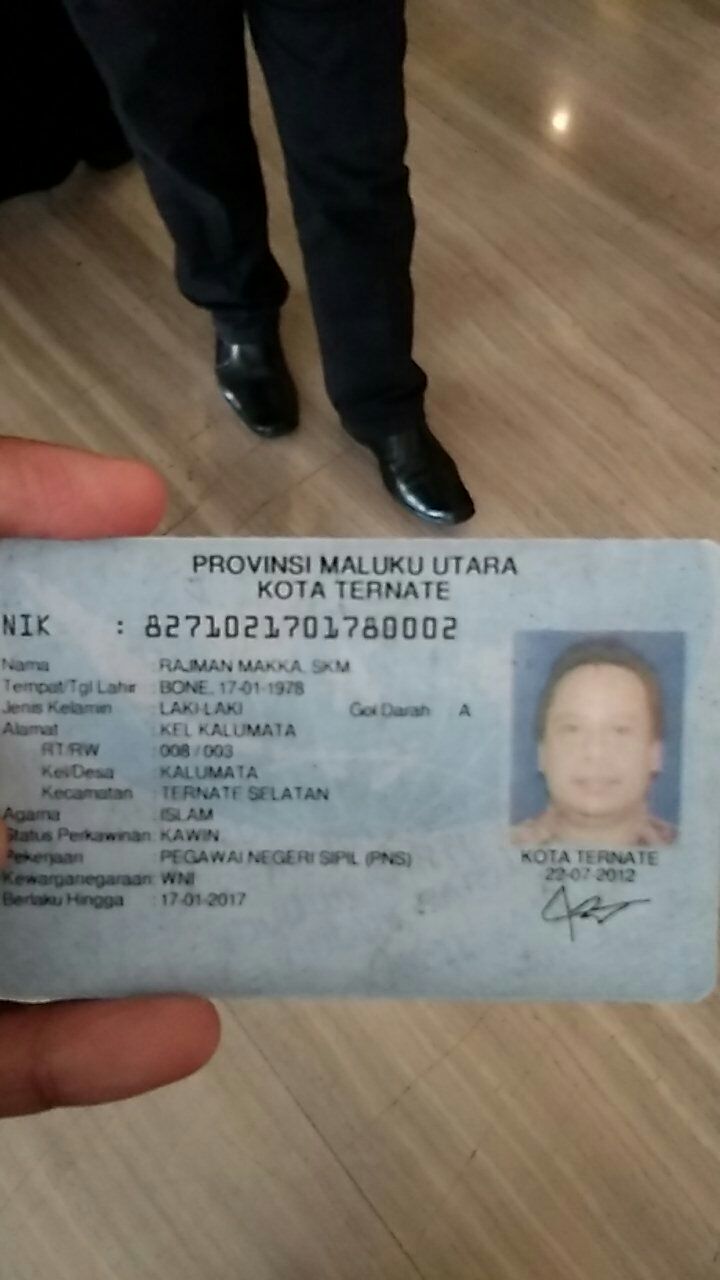 PROVINSI MALUKU UTARA
KOTA TERNATE
NIK : 8271021701780002
Nama : RAJMAN MAKKA, SKM
Tempat/Tgl Lahir : BONE, 17-01-1978
Jenis Kelamin : LAKI-LAKI Gol Darah A
Alamat : KEL KALUMATA
RT/RW : 008 / 003
Kel/Desa : KALUMATA
Kecamatan : TERNATE SELATAN
Agama : ISLAM
Status Perkawinan: KAWIN
Pekerjaan : PEGAWAI NEGERI SIPIL (PNS)
Kewarganegaraan: WNI
Berlaku Hingga : 17-01-2017
KOTA TERNATE
22-07-2012